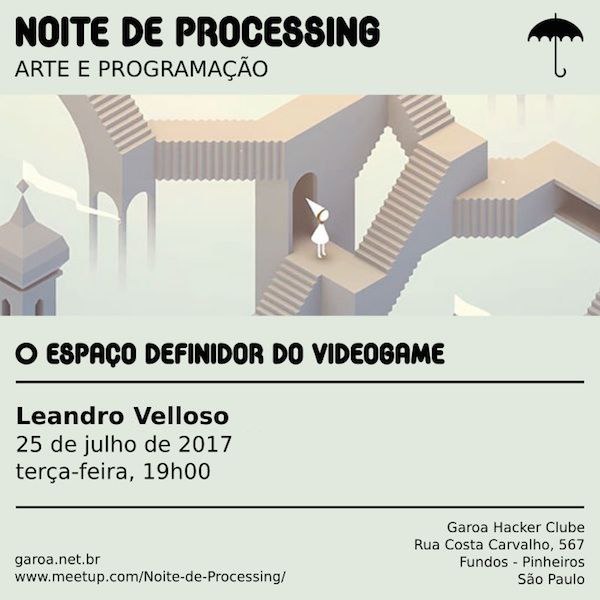 NOITE DE PROCESSING
ARTE E PROGRAMAÇÃO
O ESPAÇO DEFINIDOR DO VIDEOGAME
Leandro Velloso
25 de julho de 2017
terça-feira, 19h00
garoa.net.br
www.meetup.com/Noite-de-Processing/
Garoa Hacker Clube
Rua Costa Carvalho, 567
Fundos - Pinheiros
São Paulo